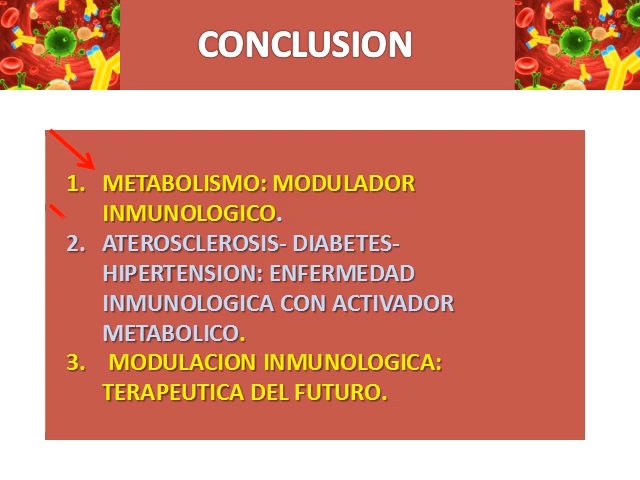 CONCLUSION
1. METABOLISMO: MODULADOR
INMUNOLOGICO.
2. ATEROSCLEROSIS- DIABETES-
HIPERTENSION: ENFERMEDAD
INMUNOLOGICA CON ACTIVADOR
METABOLICO.
3. MODULACION INMUNOLOGICA:
TERAPEUTICA DEL FUTURO.